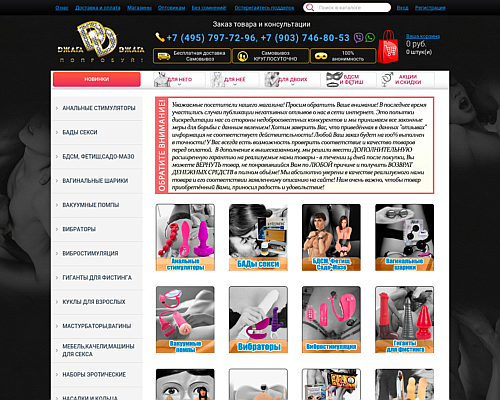 О нас Доставка и оплата Магазины Оптовикам Без сомнений! Остерегайтесь подделок Поиск в каталоге Вход Регистрация
ДЖАГА ДЖАГА
ПОПРОБУЙ!
Заказ товара и консультации
+7 (495) 797-72-96, +7 (903) 746-80-53
Бесплатная доставка
Самовывоз
Самовывоз
КРУГЛОСУТОЧНО
100%
анонимность
Ваша корзина
0 руб.
0 штук(и)
НОВИНКИ
ДЛЯ НЕГО
ДЛЯ НЕЁ
ДЛЯ ДВОИХ
БДСМ
И ФЕТИШ
АКЦИИ
И СКИДКИ
АНАЛЬНЫЕ СТИМУЛЯТОРЫ
БАДЫ СЕКСИ
БДСМ, ФЕТИШ,САДО-МАЗО
ВАГИНАЛЬНЫЕ ШАРИКИ
ВАКУУМНЫЕ ПОМПЫ
ВИБРАТОРЫ
ВИБРОСТИМУЛЯЦИЯ
ГИГАНТЫ ДЛЯ ФИСТИНГА
КУКЛЫ ДЛЯ ВЗРОСЛЫХ
МАСТУРБАТОРЫ,ВАГИНЫ
МЕБЕЛЬ,КАЧЕЛИ,МАШИНЫ
ДЛЯ СЕКСА
НАБОРЫ ЭРОТИЧЕСКИЕ
НАСАДКИ И КОЛЬЦА
ОБРАТИТЕ ВНИМАНИЕ!
Уважаемые посетители нашего магазина! Просим обратить Ваше внимание! В последнее время
участились случаи публикации негативных отзывов о нас в сети интернет. Это попытки
дискредитации нас со стороны недобросовестных конкурентов и мы принимаем все законные
меры для борьбы с данным явлением! Хотим заверить Вас, что приведённая в данных "отзывах"
информация не соответствует действительности! Любой Ваш заказ будет на 100% выполнен
в точности! У Вас всегда есть возможность проверить соответствие и качество товаров
перед оплатой. В дополнение к вышесказанному, мы решили ввести ДОПОЛНИТЕЛЬНУЮ
расширенную гарантию на реализуемые нами товары - в течении 14 дней после покупки, Вы
можете ВЕРНУТЬ товар, не понравившийся Вам по ЛЮБОЙ причине и получить ВОЗВРАТ
ДЕНЕЖНЫХ СРЕДСТВ в полном объёме! Мы абсолютно уверены в качестве реализуемого нами
товара и его соответствии заявленному описанию на сайте! Нам очень важно, чтобы товар
приобретённый Вами, приносил радость и удовольствие!
Анальные
стимуляторы
БАДы секси
БДСМ, Фетиш,
Садо-Мазо
Вагинальные
шарики
Вакуумные
помпы
Вибраторы
Вибростимуляция
Гиганты
для фистинга